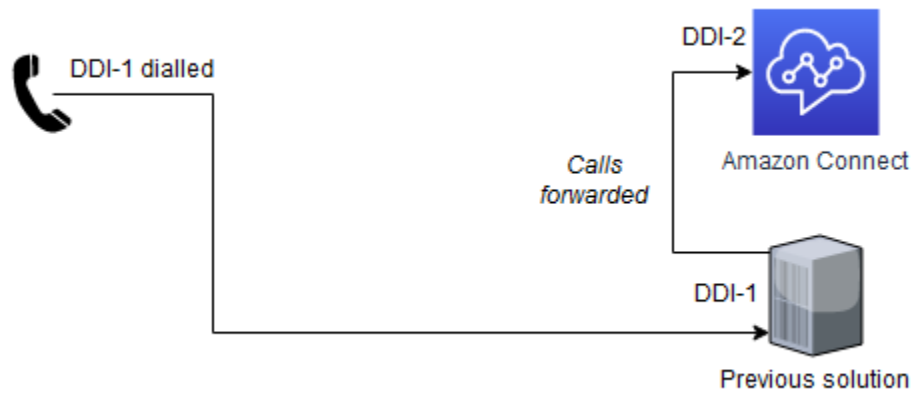 DDI-1 dialled
DDI-2
Amazon Connect
Calls
forwarded
DDI-1
Previous solution